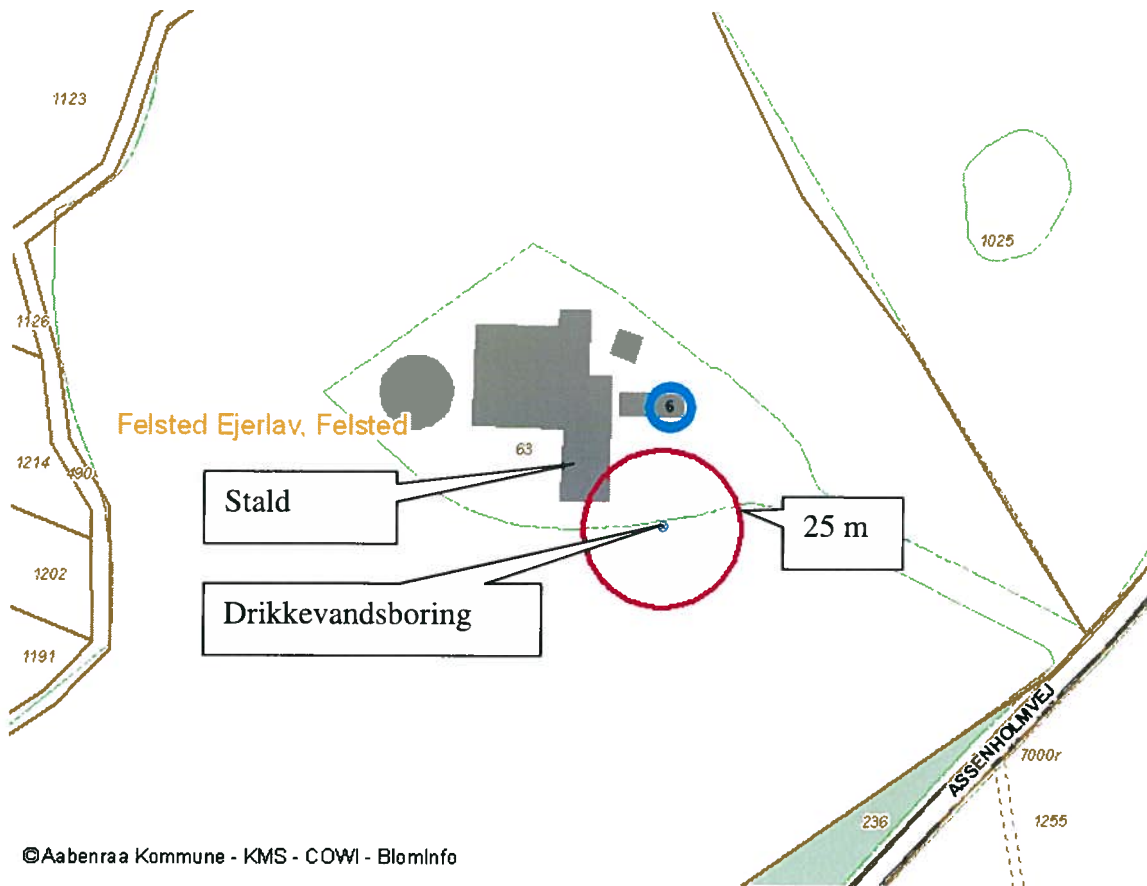 1123
1025
1126
6
Felsted Ejerlav, Felsted
63
1214
490
Stald
25 m
1202
Drikkevandsboring
1191
ASSENHOLMVEJ
7000r
236
1255
©Aabenraa Kommune - KMS - COWI - BlomInfo